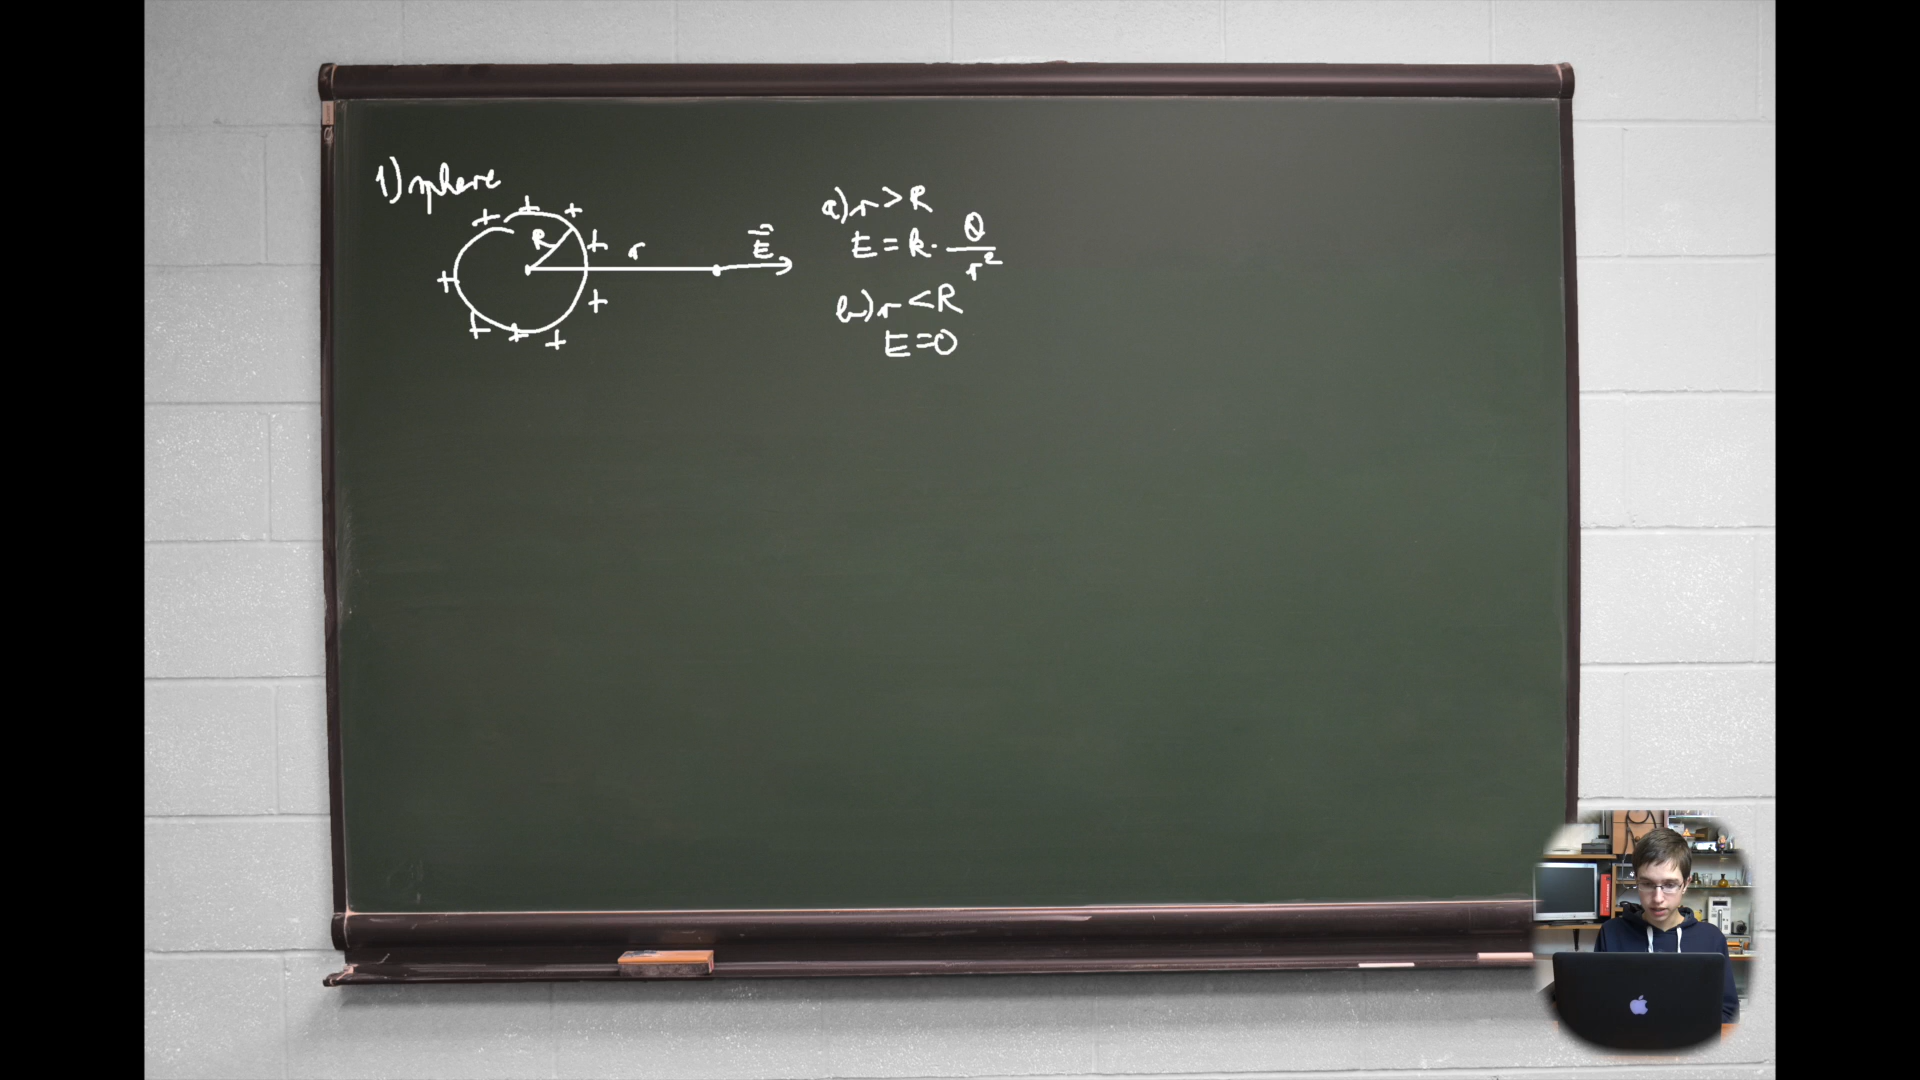 1) sphere
+ + + + + + + + + +
R
r
E⃗
a) r > R
E = k · Q / r²
b) r < R
E = 0